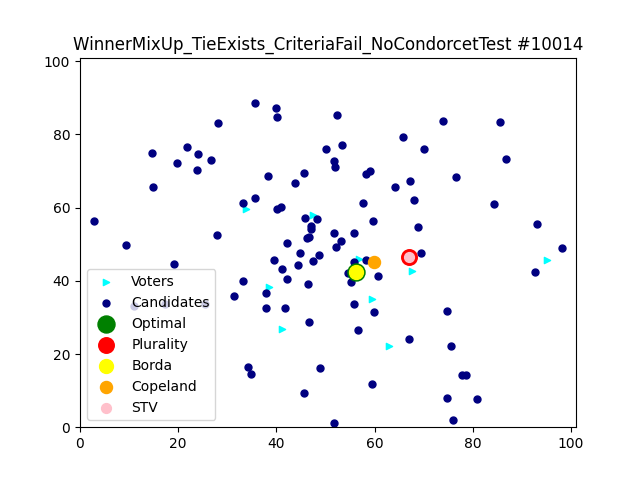 WinnerMixUp_TieExists_CriteriaFail_NoCondorcetTest #10014
100
80
60
40
20
0
Voters
Candidates
Optimal
Plurality
Borda
Copeland
STV
0 20 40 60 80 100